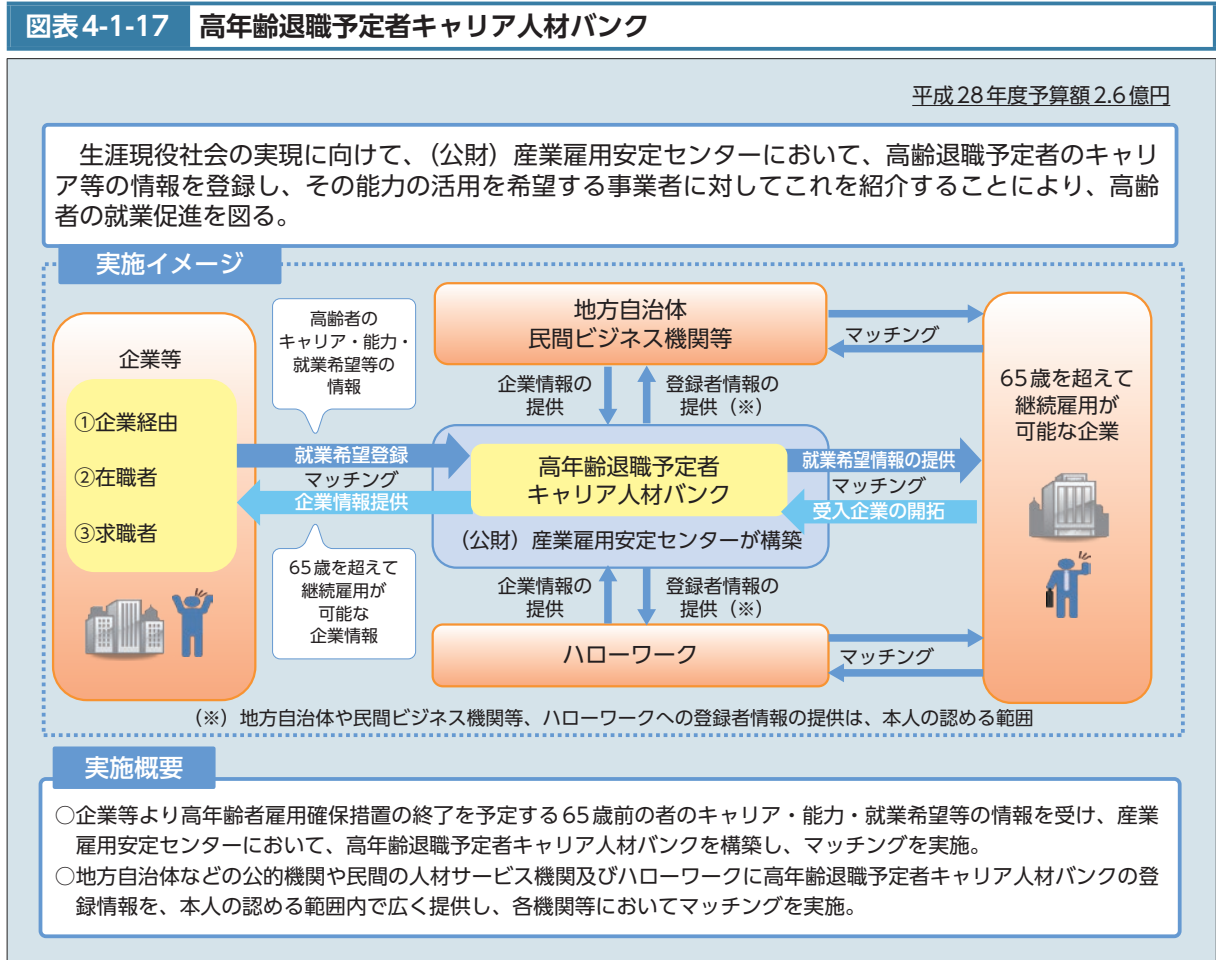 図表4-1-17 高年齢退職予定者キャリア人材バンク
平成28年度予算額2.6億円
生涯現役社会の実現に向けて、（公財）産業雇用安定センターにおいて、高齢退職予定者のキャリ
ア等の情報を登録し、その能力の活用を希望する事業者に対してこれを紹介することにより、高齢
者の就業促進を図る。
実施イメージ
企業等
①企業経由
②在職者
③求職者
高齢者の
キャリア・能力・
就業希望等の
情報
就業希望登録
マッチング
企業情報提供
65歳を超えて
継続雇用が
可能な
企業情報
地方自治体
民間ビジネス機関等
企業情報の
提供
登録者情報の
提供（※）
高年齢退職予定者
キャリア人材バンク
（公財）産業雇用安定センターが構築
企業情報の
提供
登録者情報の
提供（※）
ハローワーク
マッチング
就業希望情報の提供
マッチング
受入企業の開拓
マッチング
65歳を超えて
継続雇用が
可能な企業
（※）地方自治体や民間ビジネス機関等、ハローワークへの登録者情報の提供は、本人の認める範囲
実施概要
○企業等より高年齢者雇用確保措置の終了を予定する65歳前の者のキャリア・能力・就業希望等の情報を受け、産業
雇用安定センターにおいて、高年齢退職予定者キャリア人材バンクを構築し、マッチングを実施。
○地方自治体などの公的機関や民間の人材サービス機関及びハローワークに高年齢退職予定者キャリア人材バンクの登
録情報を、本人の認める範囲内で広く提供し、各機関等においてマッチングを実施。